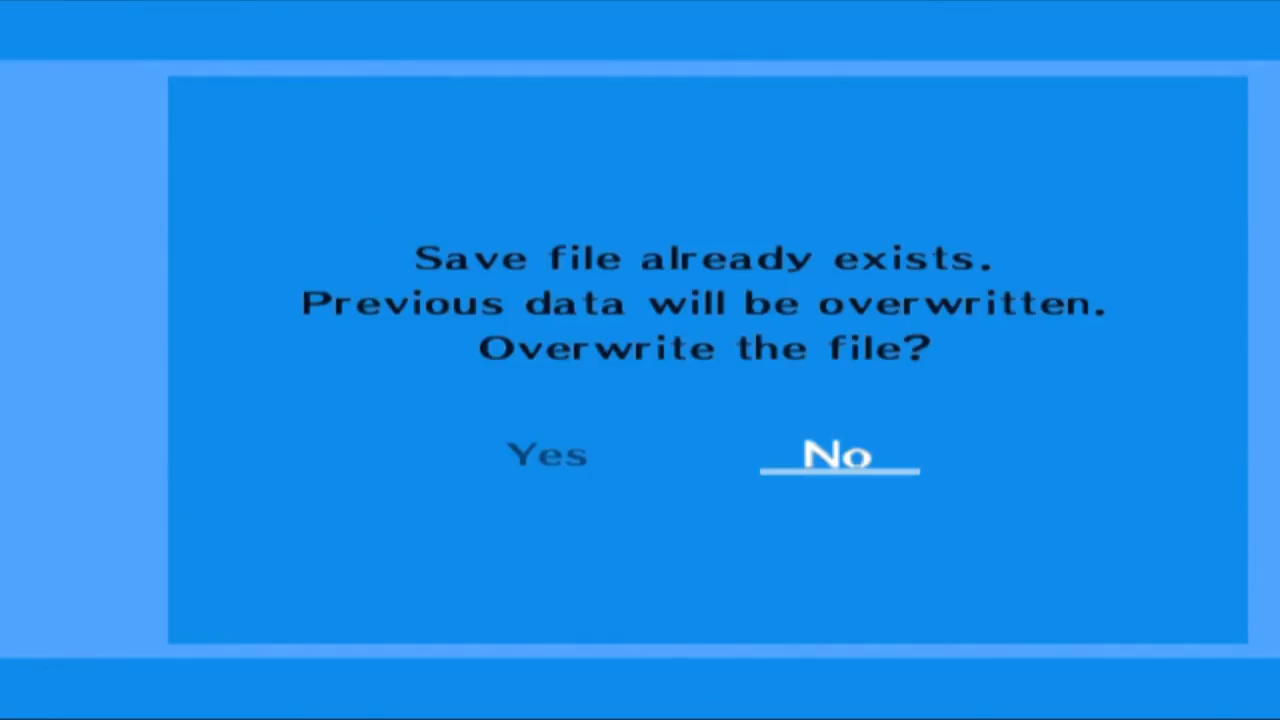 Save file already exists.
Previous data will be overwritten.
Overwrite the file?
Yes No